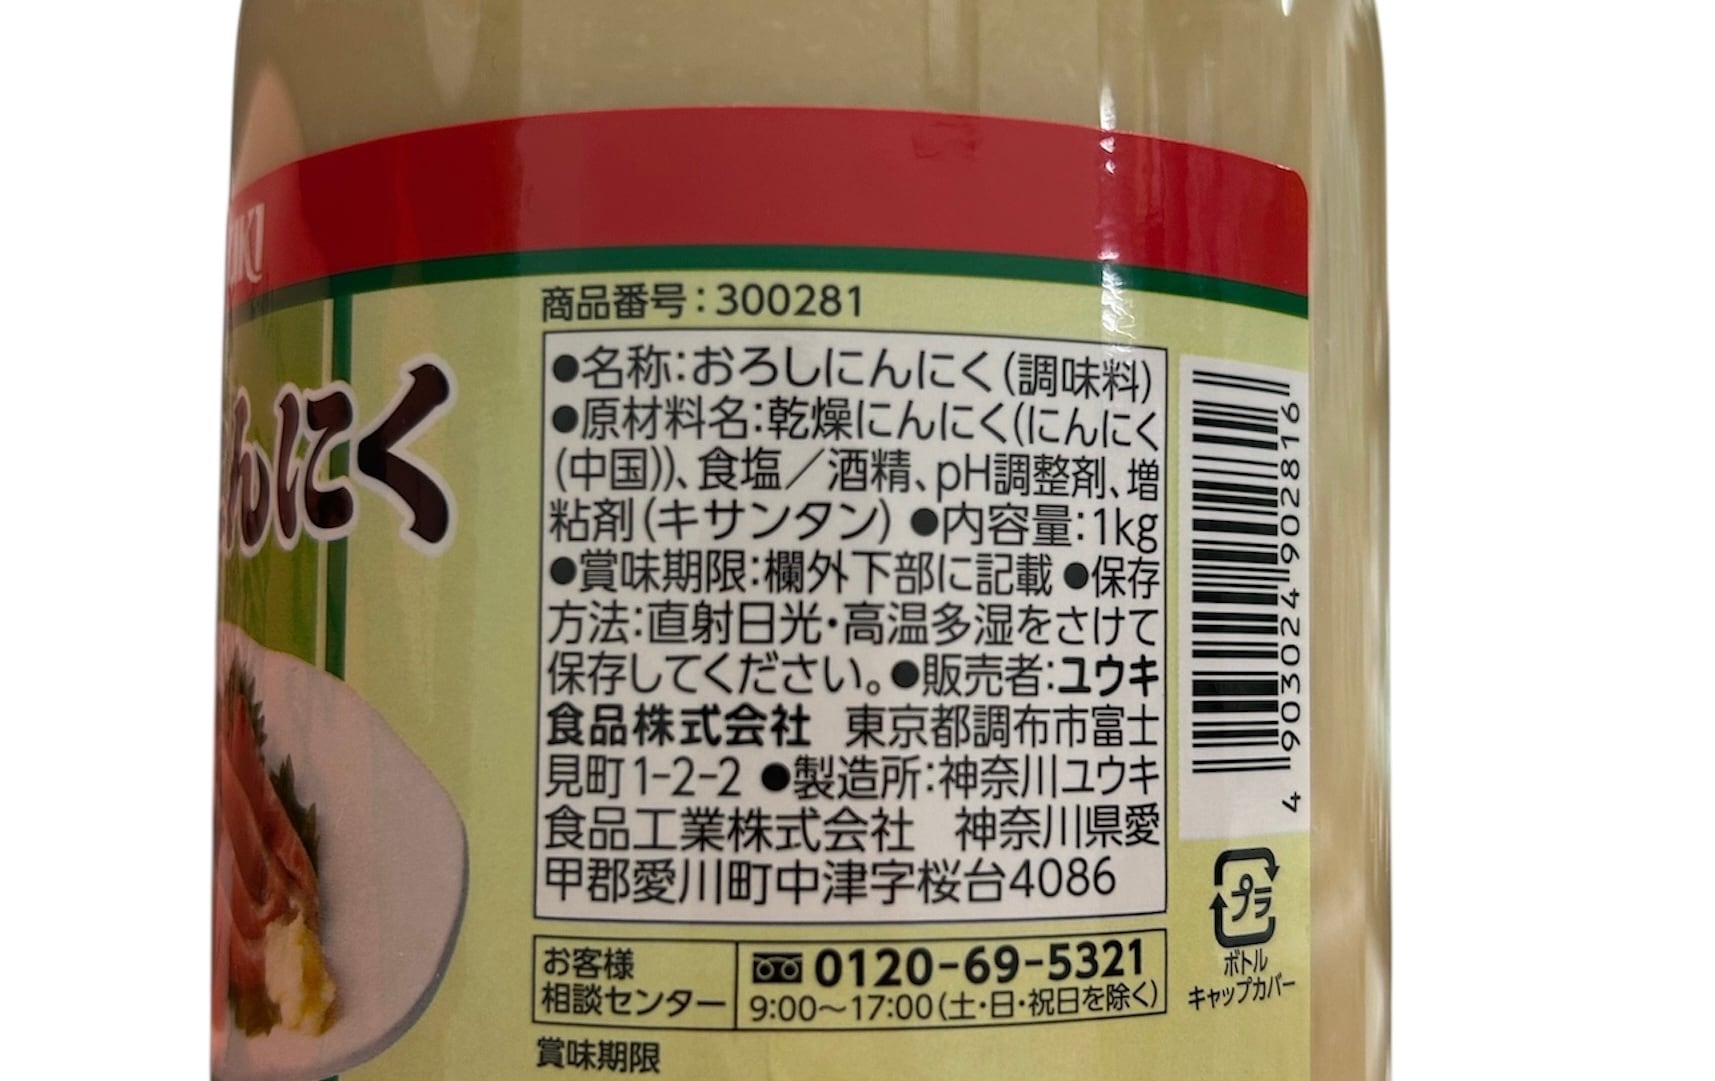 んにく
商品番号:300281
●名称:おろしにんにく(調味料)
●原材料名:乾燥にんにく(にんにく
(中国))、食塩／酒精、pH調整剤、増
粘剤(キサンタン) ●内容量:1kg
●賞味期限:欄外下部に記載 ●保存
方法:直射日光・高温多湿をさけて
保存してください。●販売者:ユウキ
食品株式会社 東京都調布市富士
見町1-2-2 ●製造所:神奈川ユウキ
食品工業株式会社 神奈川県愛
甲郡愛川町中津字桜台4086
お客様
相談センター
0120-69-5321
9:00～17:00(土・日・祝日を除く)
賞味期限
4903024902816
プラ
ボトル
キャップカバー